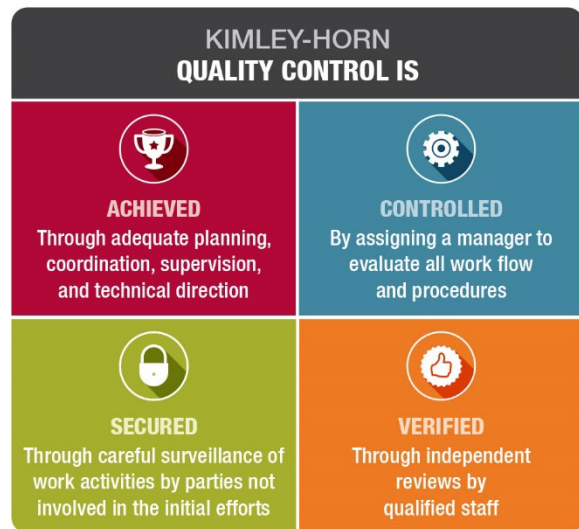 KIMLEY-HORN
QUALITY CONTROL IS
ACHIEVED
Through adequate planning,
coordination, supervision,
and technical direction
CONTROLLED
By assigning a manager to
evaluate all work flow
and procedures
SECURED
Through careful surveillance of
work activities by parties not
involved in the initial efforts
VERIFIED
Through independent
reviews by
qualified staff